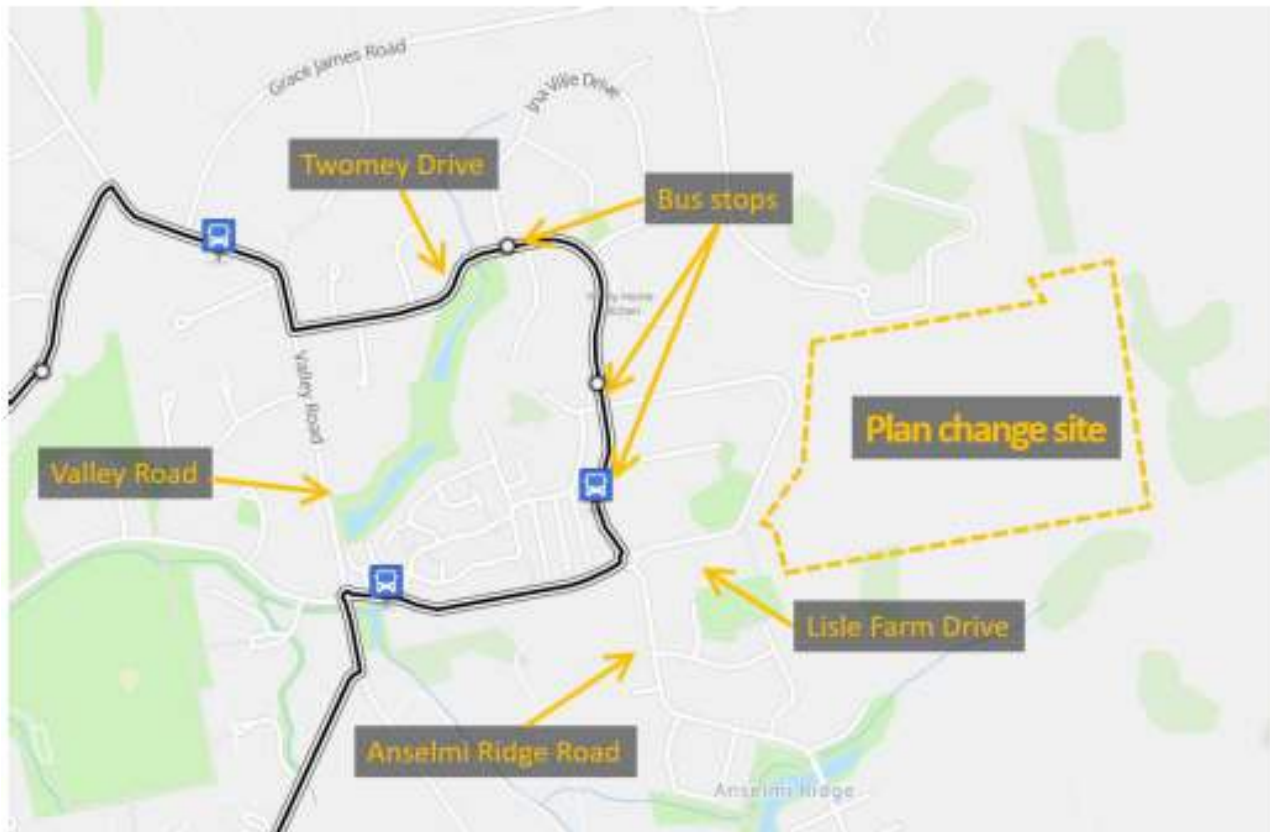 Grace James Road
Ina Ville Drive
Twomey Drive
Bus stops
Valley Road
Plan change site
Valley Road
Lisle Farm Drive
Anselmi Ridge Road
Anselmi Ridge